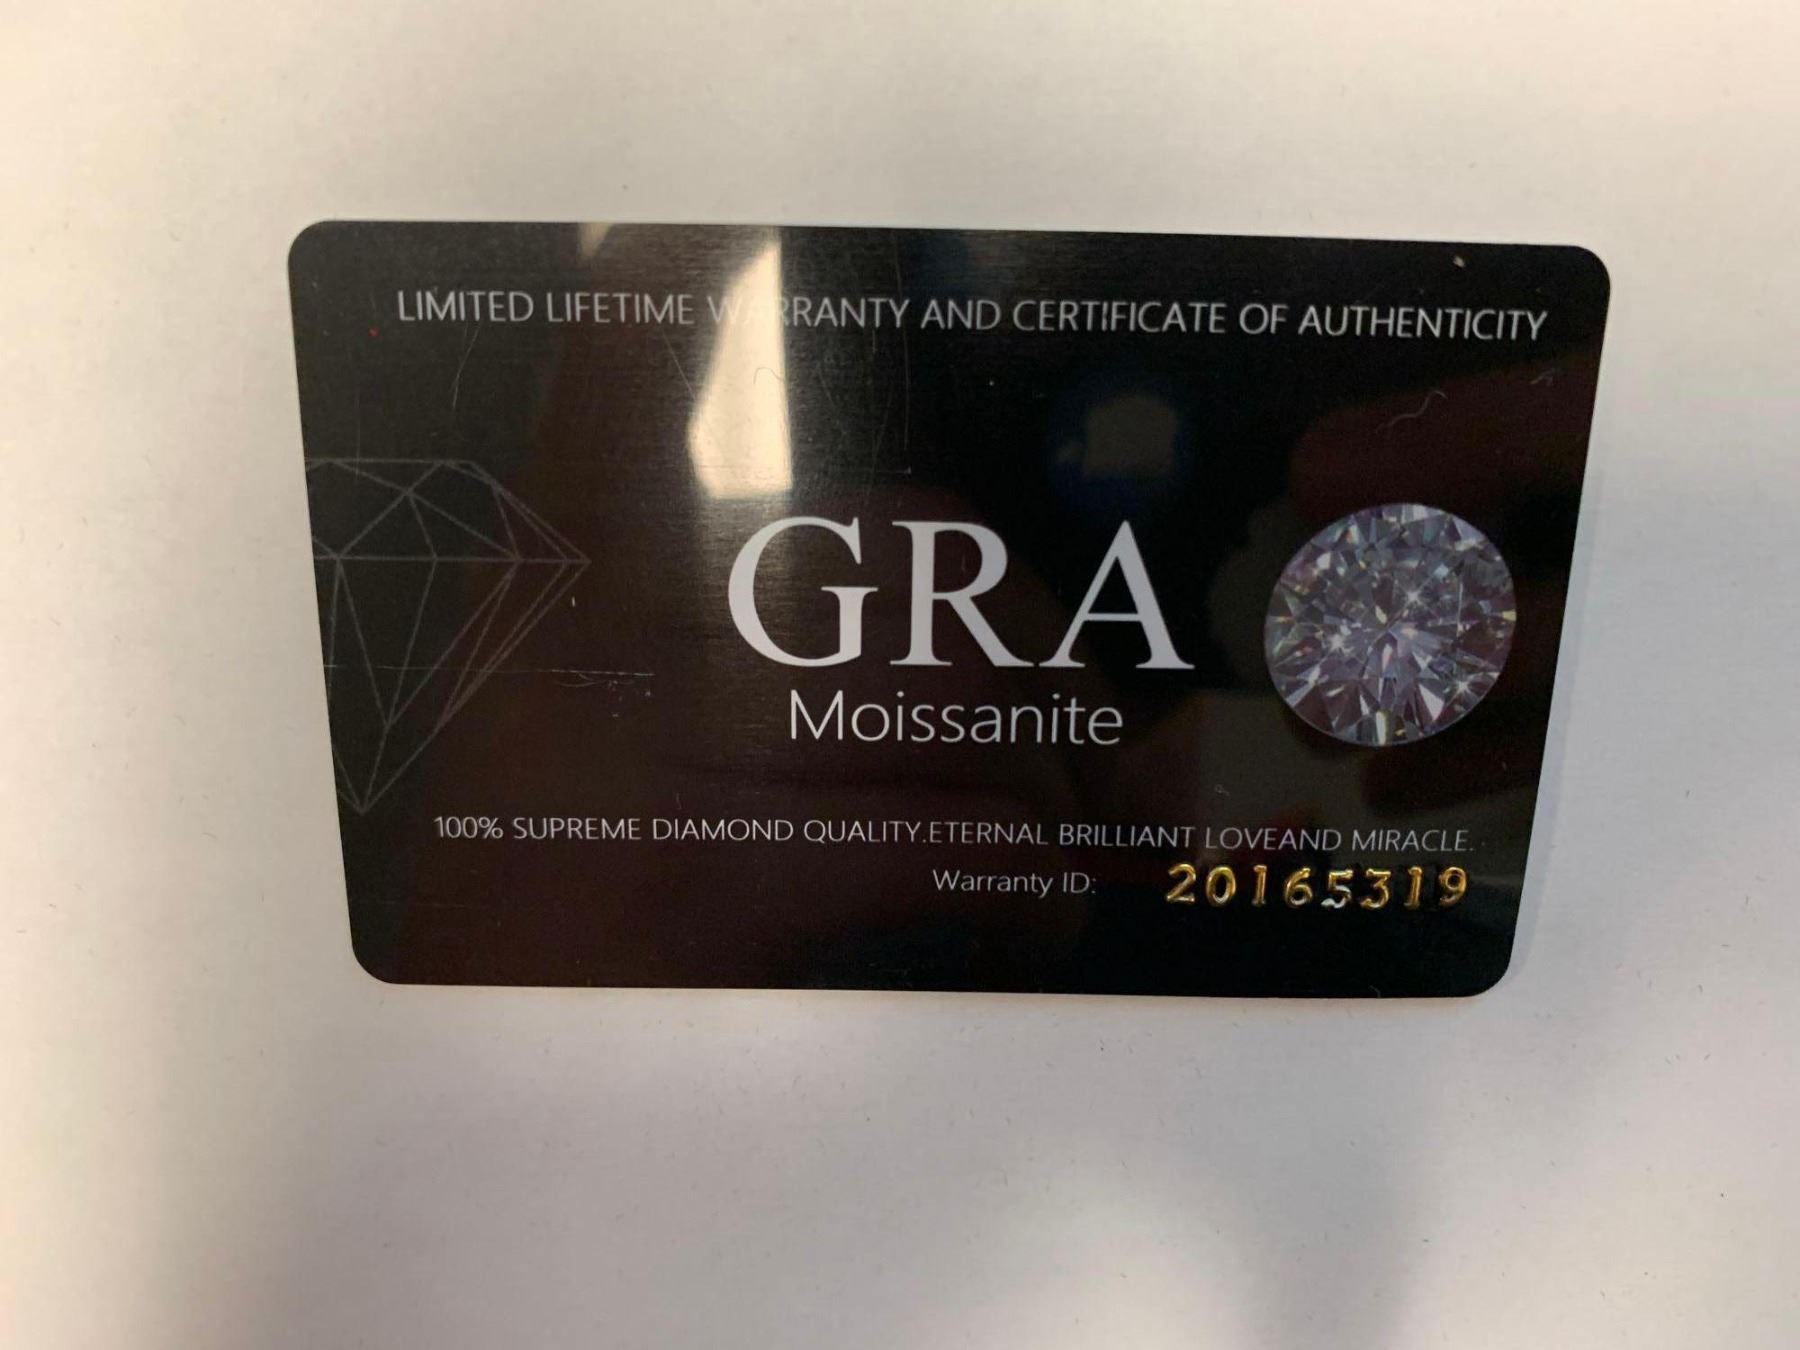 LIMITED LIFETIME WARRANTY AND CERTIFICATE OF AUTHENTICITY
GRA
Moissanite
100% SUPREME DIAMOND QUALITY.ETERNAL BRILLIANT LOVEAND MIRACLE.
Warranty ID: 20165319